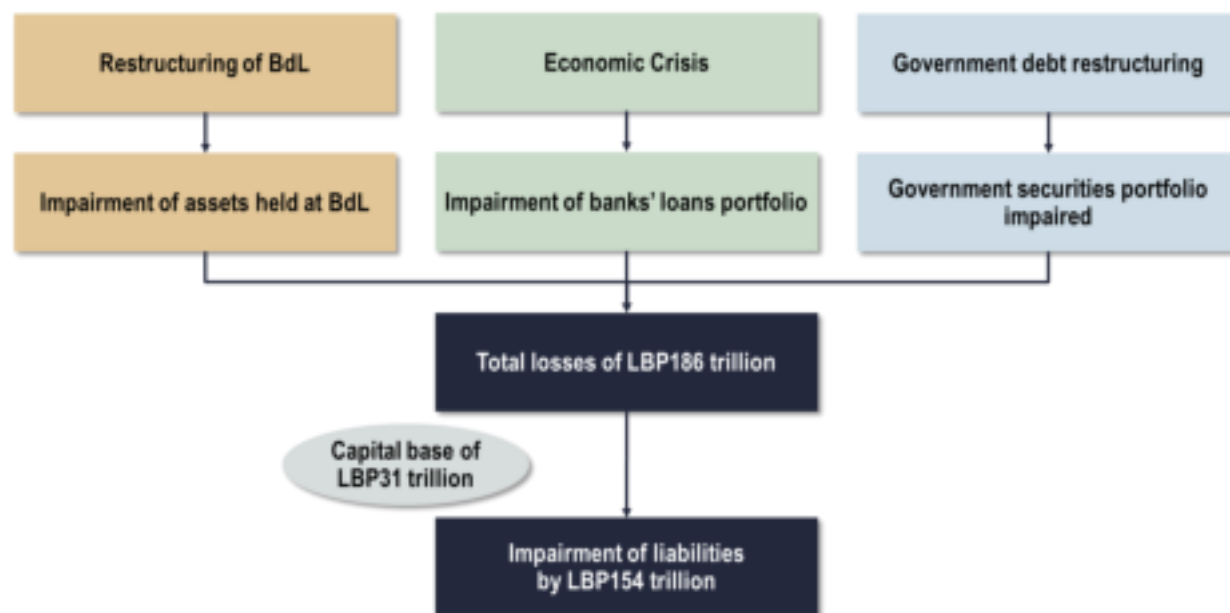 Restructuring of BdL
Economic Crisis
Government debt restructuring
Impairment of assets held at BdL
Impairment of banks' loans portfolio
Government securities portfolio
impaired
Total losses of LBP186 trillion
Capital base of
LBP31 trillion
Impairment of liabilities
by LBP154 trillion